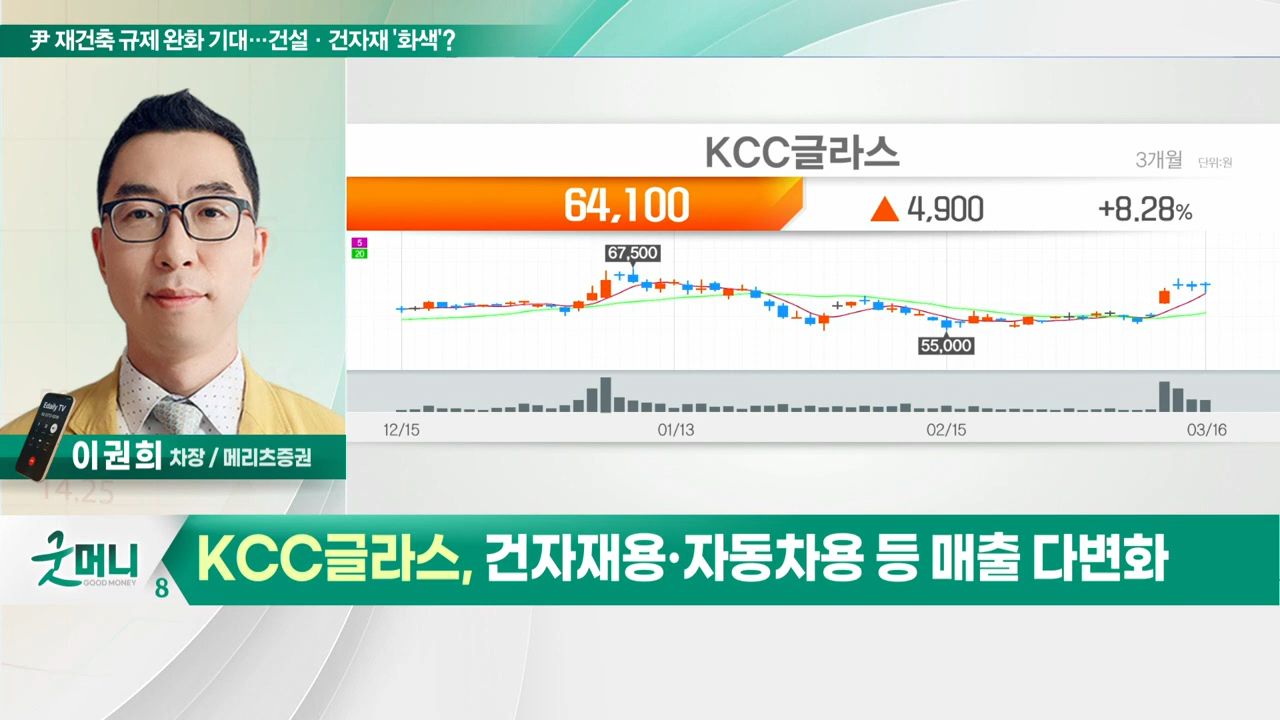 尹 재건축 규제 완화 기대…건설 · 건자재 '화색'?
KCC글라스
3개월 단위:원
64,100 ▲ 4,900 +8.28%
5
20
67,500
55,000
12/15 01/13 02/15 03/16
Edaily TV
이권희 차장 / 메리츠증권
14.25
굿머니
GOOD MONEY
8
KCC글라스, 건자재용·자동차용 등 매출 다변화